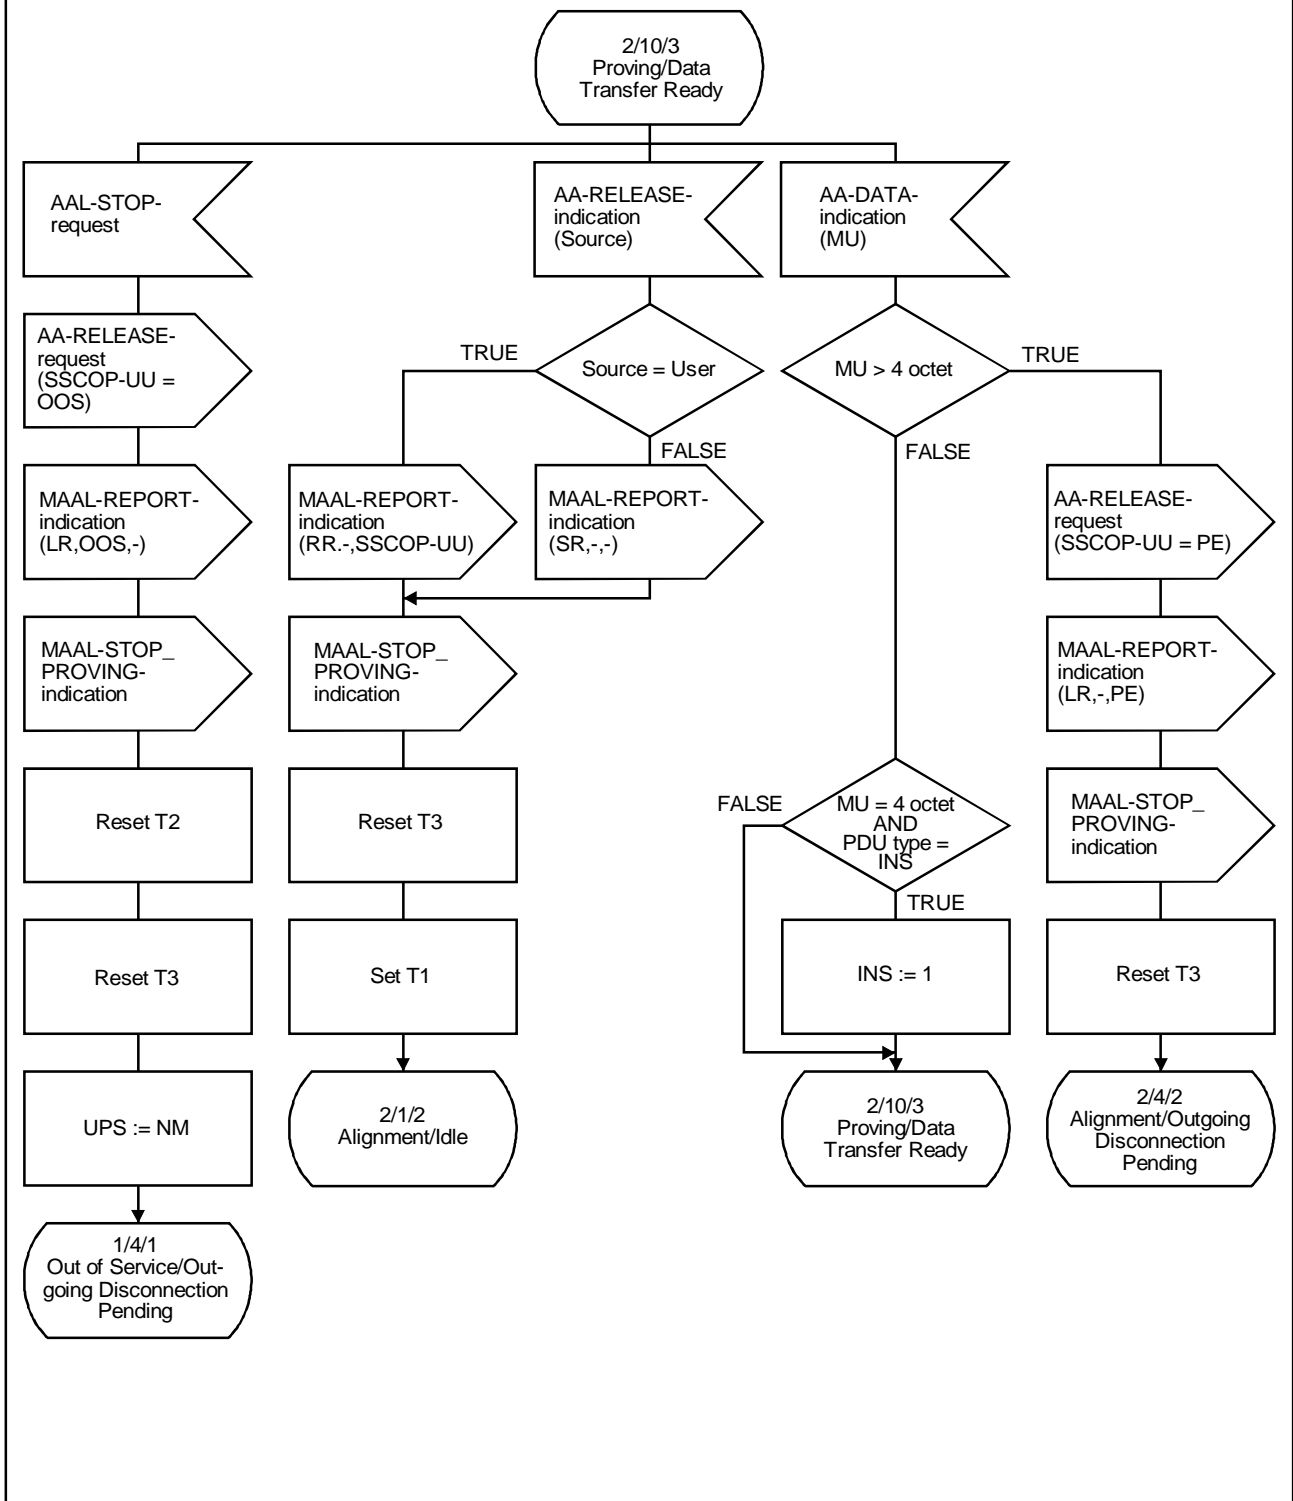 2/10/3
Proving/Data
Transfer Ready
AAL-STOP-
request
AA-RELEASE-
indication
(Source)
AA-DATA-
indication
(MU)
AA-RELEASE-
request
(SSCOP-UU =
OOS)
TRUE
Source = User
FALSE
MU > 4 octet
TRUE
FALSE
MAAL-REPORT-
indication
(LR,OOS,-)
MAAL-REPORT-
indication
(RR.-,SSCOP-UU)
MAAL-REPORT-
indication
(SR,-,-)
AA-RELEASE-
request
(SSCOP-UU = PE)
MAAL-STOP_
PROVING-
indication
MAAL-STOP_
PROVING-
indication
MAAL-REPORT-
indication
(LR,-,PE)
Reset T2
Reset T3
FALSE
MU = 4 octet
AND
PDU type =
INS
TRUE
MAAL-STOP_
PROVING-
indication
Reset T3
Set T1
INS := 1
Reset T3
UPS := NM
2/1/2
Alignment/Idle
2/10/3
Proving/Data
Transfer Ready
2/4/2
Alignment/Outgoing
Disconnection
Pending
1/4/1
Out of Service/Out-
going Disconnection
Pending